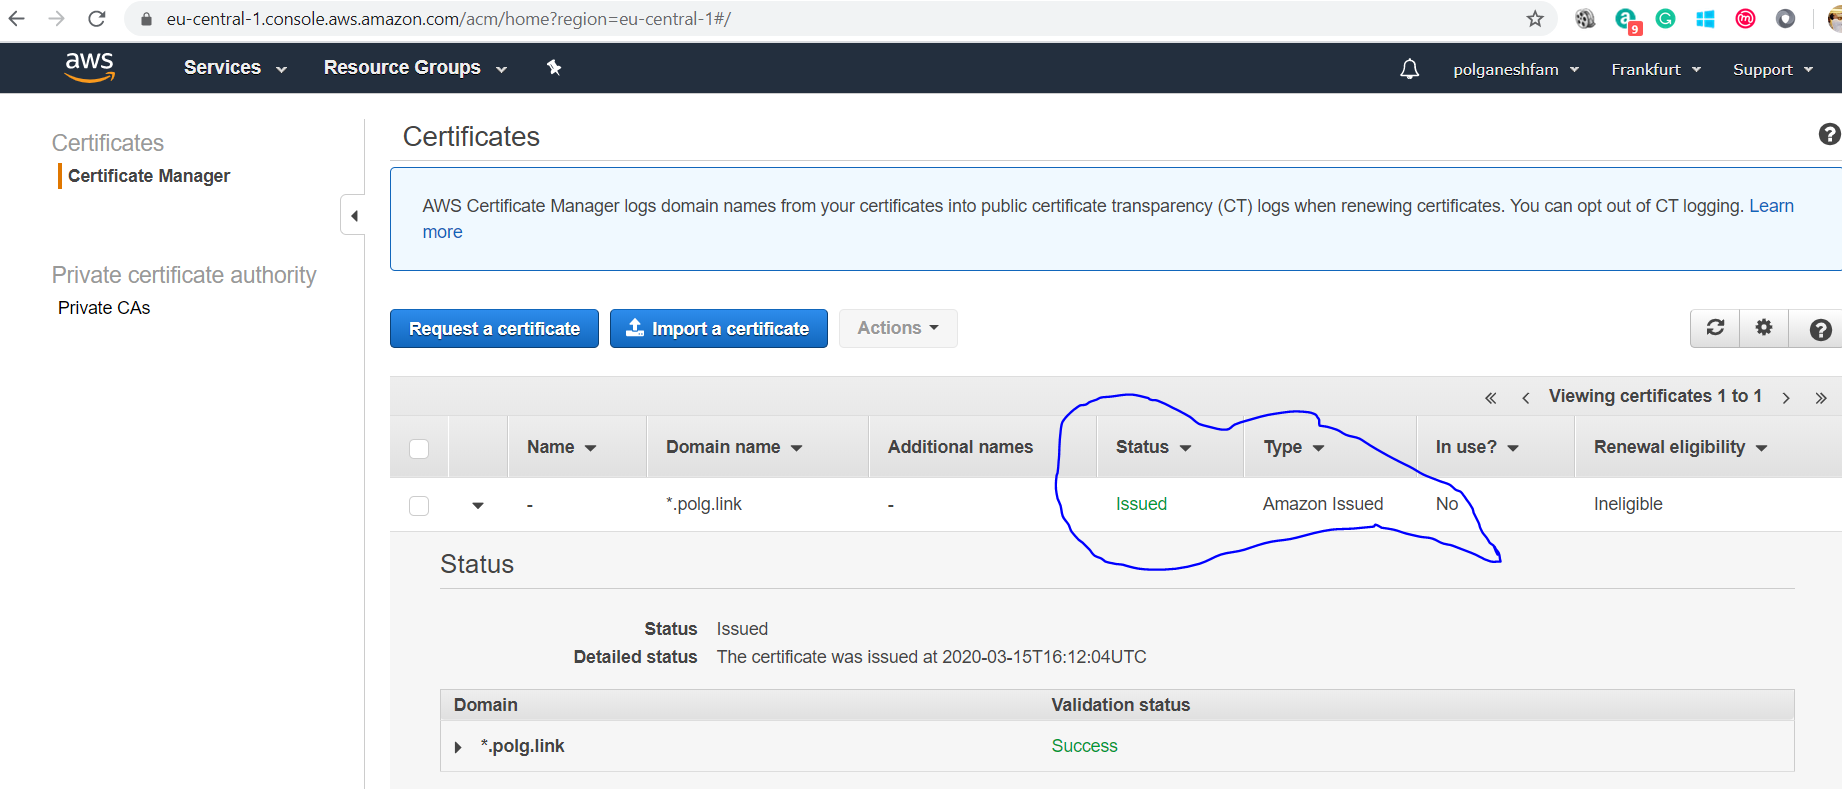 eu-central-1.console.aws.amazon.com/acm/home?region=eu-central-1#/
9
aws Services Resource Groups polganeshfam Frankfurt Support
Certificates
Certificate Manager
Private certificate authority
Private CAs
Certificates
AWS Certificate Manager logs domain names from your certificates into public certificate transparency (CT) logs when renewing certificates. You can opt out of CT logging. Learn
more
Request a certificate Import a certificate Actions
« ‹ Viewing certificates 1 to 1 › »
Name Domain name Additional names Status Type In use? Renewal eligibility
- *.polg.link - Issued Amazon Issued No Ineligible
Status
Status Issued
Detailed status The certificate was issued at 2020-03-15T16:12:04UTC
Domain Validation status
*.polg.link Success